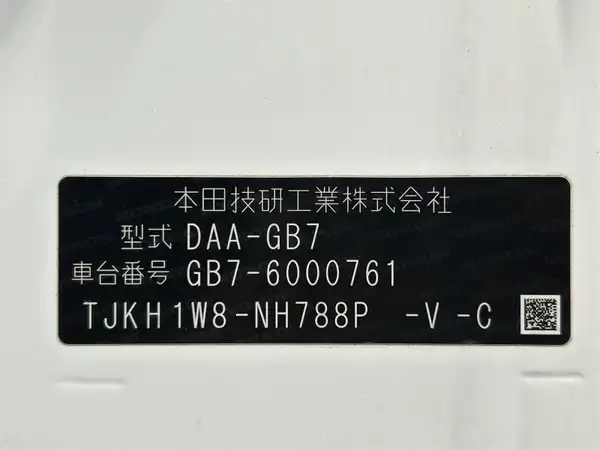 本田技研工業株式会社
型式 DAA-GB7
車台番号 GB7-6000761
TJKH1W8-NH788P -V -C